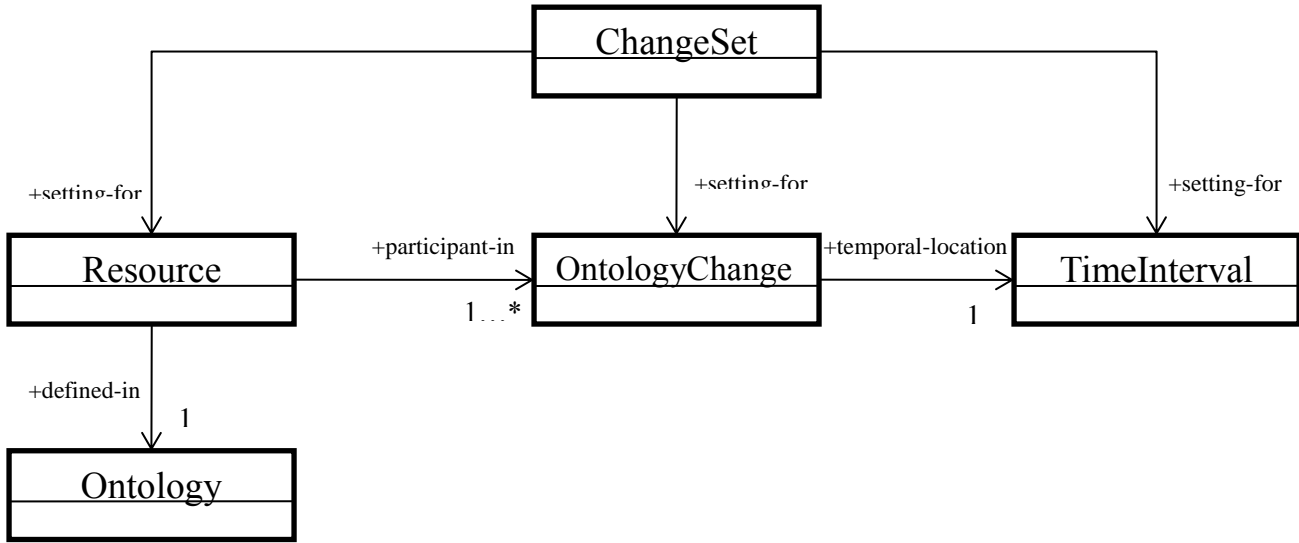 ChangeSet
+setting-for
+setting-for
+setting-for
Resource
+participant-in
1…*
OntologyChange
+temporal-location
1
TimeInterval
+defined-in
1
Ontology